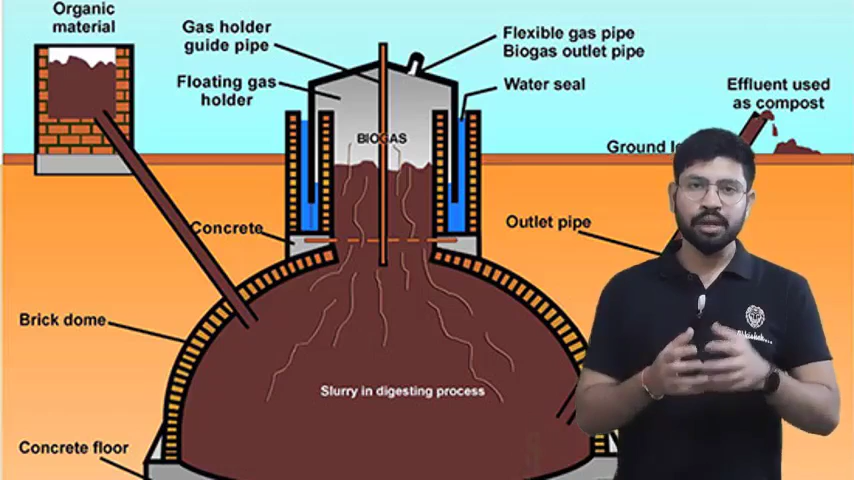 Organic
material
Gas holder
guide pipe
Floating gas
holder
Flexible gas pipe
Biogas outlet pipe
Water seal
Effluent used
as compost
BIOGAS
Ground
Concrete
Outlet pipe
Brick dome
Slurry in digesting process
Concrete floor